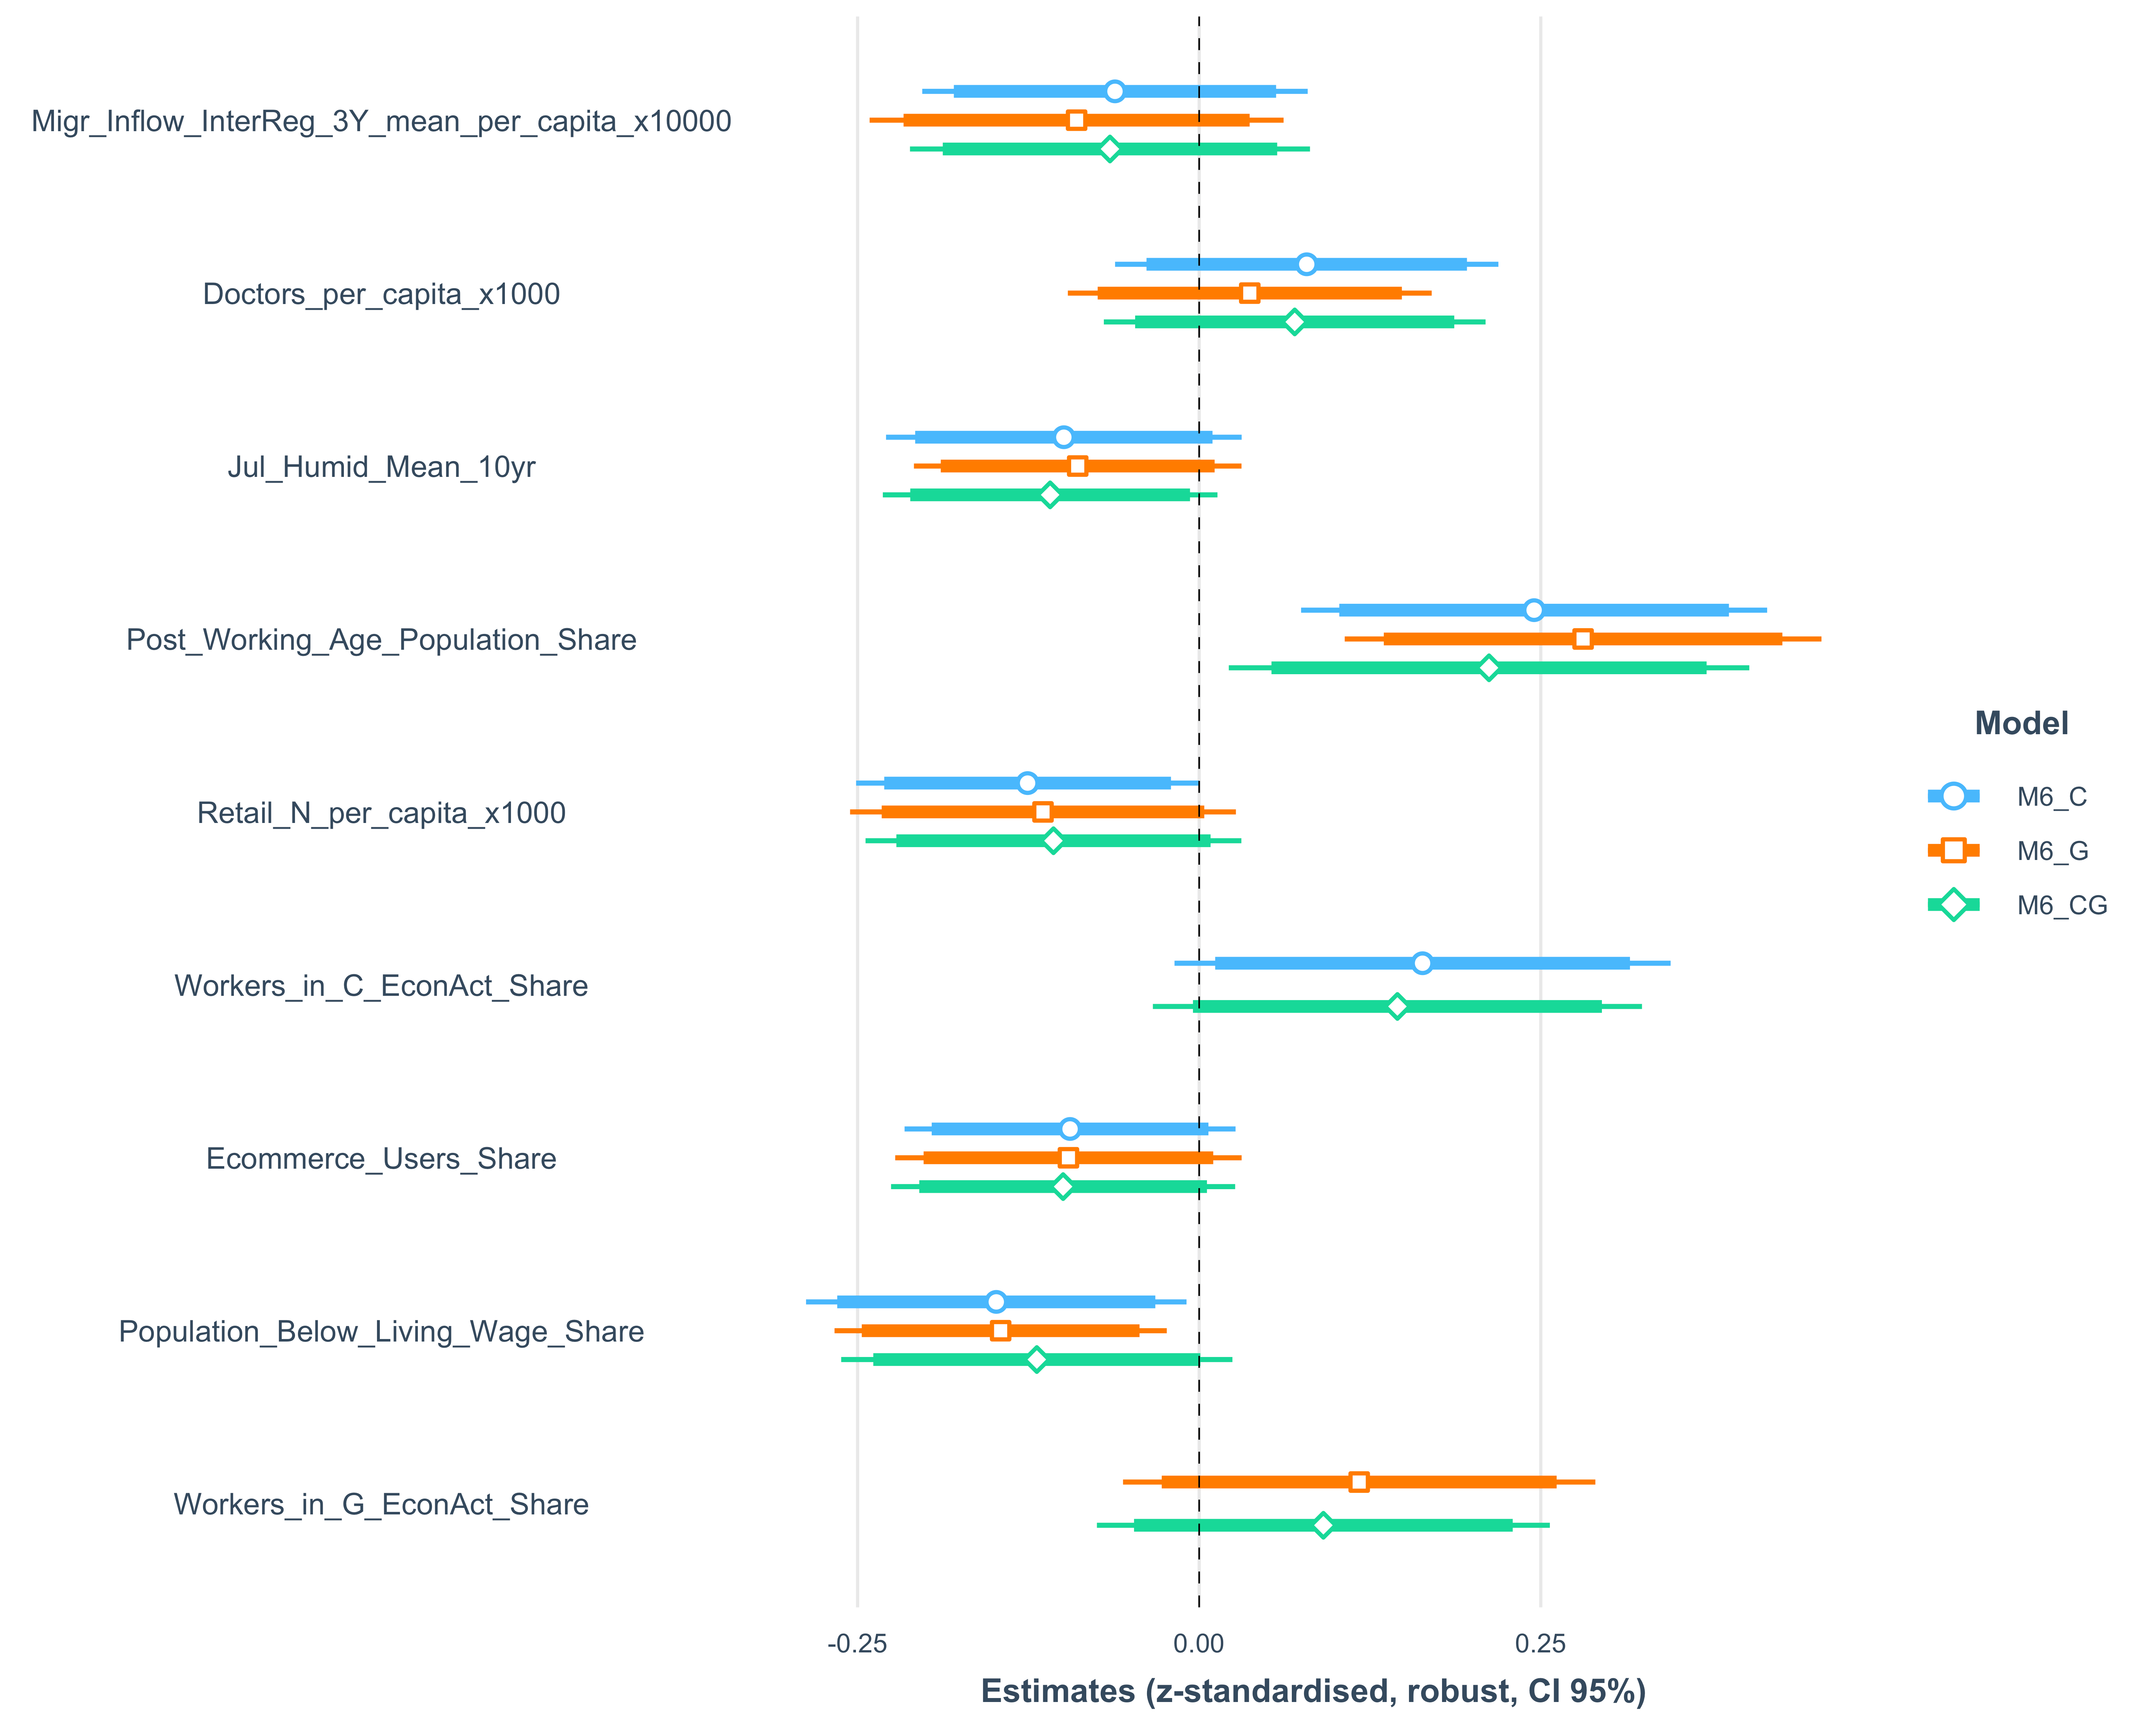 Migr_Inflow_InterReg_3Y_mean_per_capita_x10000
Doctors_per_capita_x1000
Jul_Humid_Mean_10yr
Post_Working_Age_Population_Share
Retail_N_per_capita_x1000
Workers_in_C_EconAct_Share
Ecommerce_Users_Share
Population_Below_Living_Wage_Share
Workers_in_G_EconAct_Share
-0.25 0.00 0.25
Estimates (z-standardised, robust, CI 95%)
Model
M6_C
M6_G
M6_CG